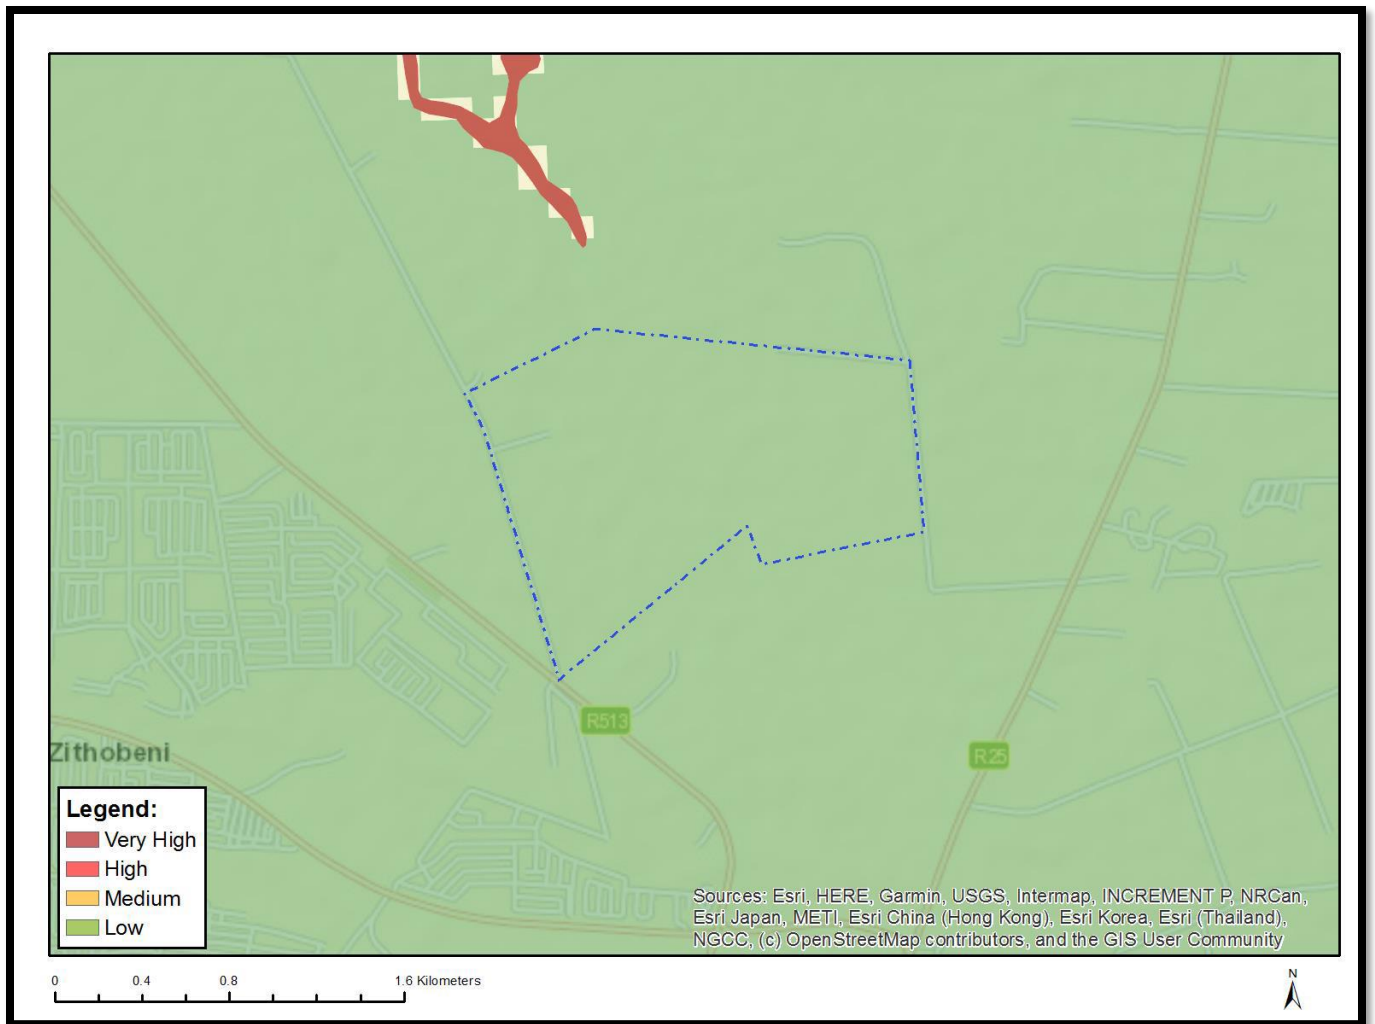 R513
R25
Zithobeni
Legend:
Very High
High
Medium
Low
Sources: Esri, HERE, Garmin, USGS, Intermap, INCREMENT P, NRCan,
Esri Japan, METI, Esri China (Hong Kong), Esri Korea, Esri (Thailand),
NGCC, (c) OpenStreetMap contributors, and the GIS User Community
0 0.4 0.8 1.6 Kilometers
N